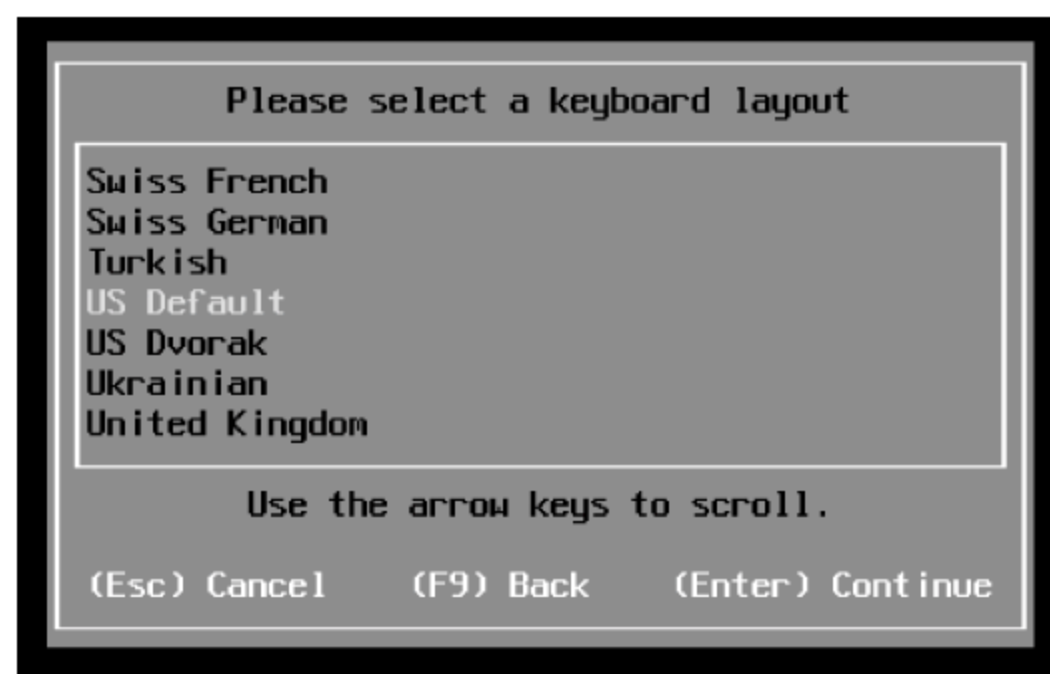 Please select a keyboard layout
Swiss French
Swiss German
Turkish
US Default
US Dvorak
Ukrainian
United Kingdom
Use the arrow keys to scroll.
(Esc) Cancel (F9) Back (Enter) Continue